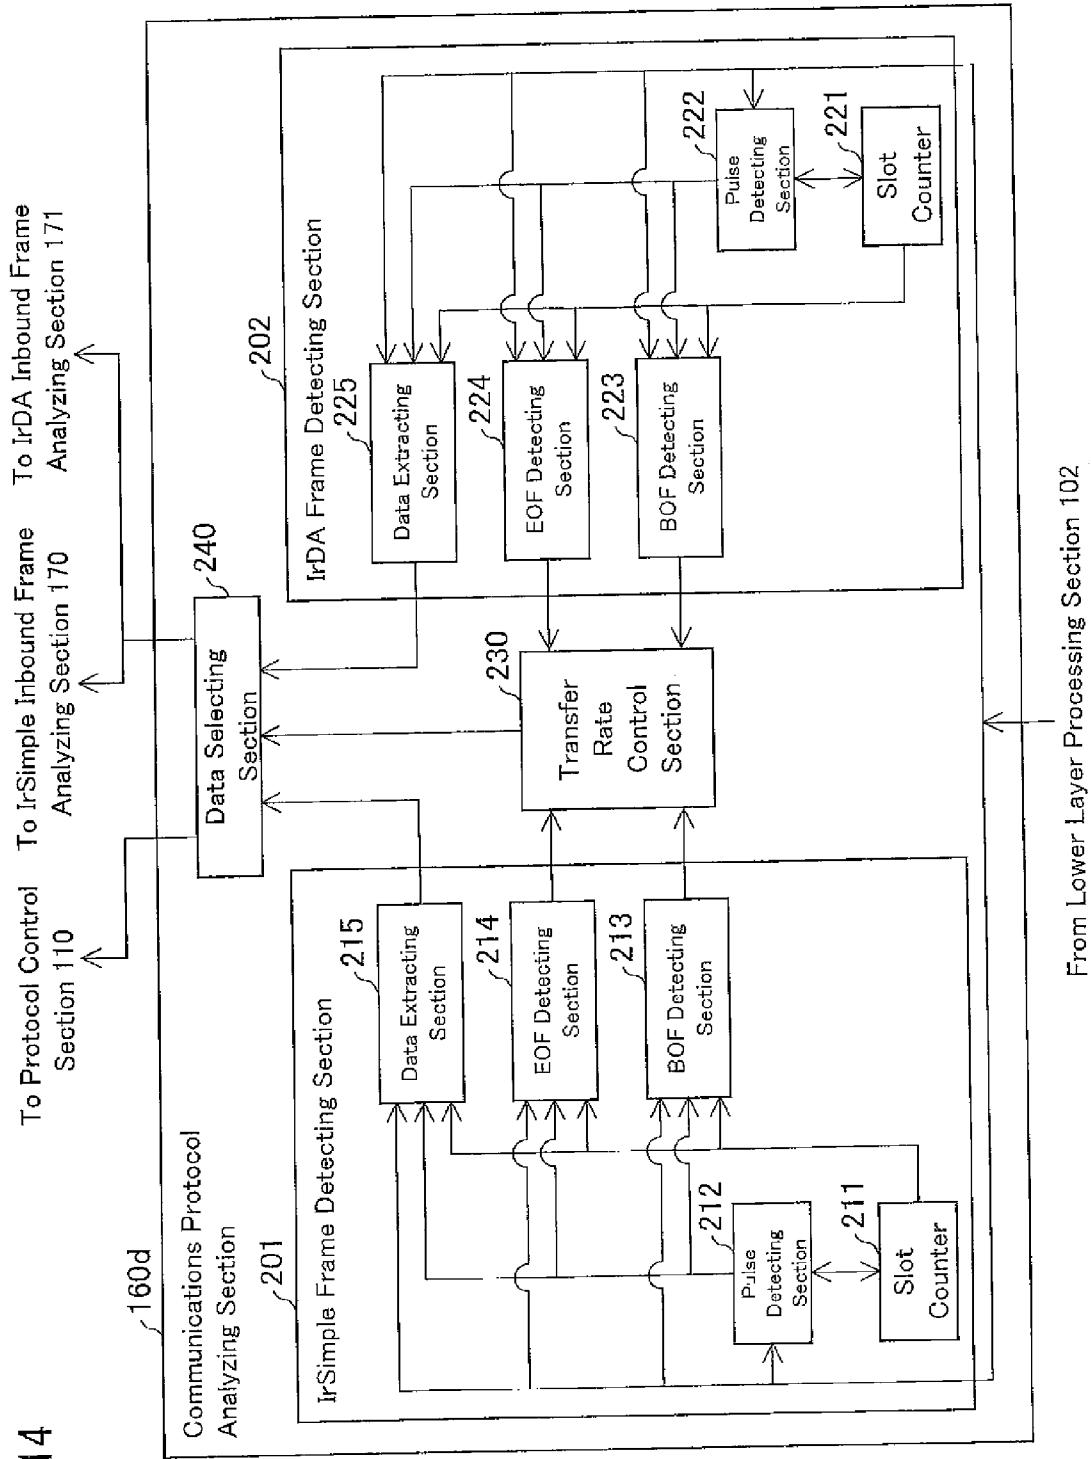 14
To Protocol Control
Section 110
To IrSimple Inbound Frame
Analyzing Section 170
To IrDA Inbound Frame
Analyzing Section 171
160d
Communications Protocol
Analyzing Section
240
Data Selecting
Section
201
IrSimple Frame Detecting Section
215
Data Extracting
Section
214
EOF Detecting
Section
213
BOF Detecting
Section
212
Pulse
Detecting
Section
211
Slot
Counter
230
Transfer
Rate
Control
Section
202
IrDA Frame Detecting Section
225
Data Extracting
Section
224
EOF Detecting
Section
223
BOF Detecting
Section
222
Pulse
Detecting
Section
221
Slot
Counter
From Lower Layer Processing Section 102